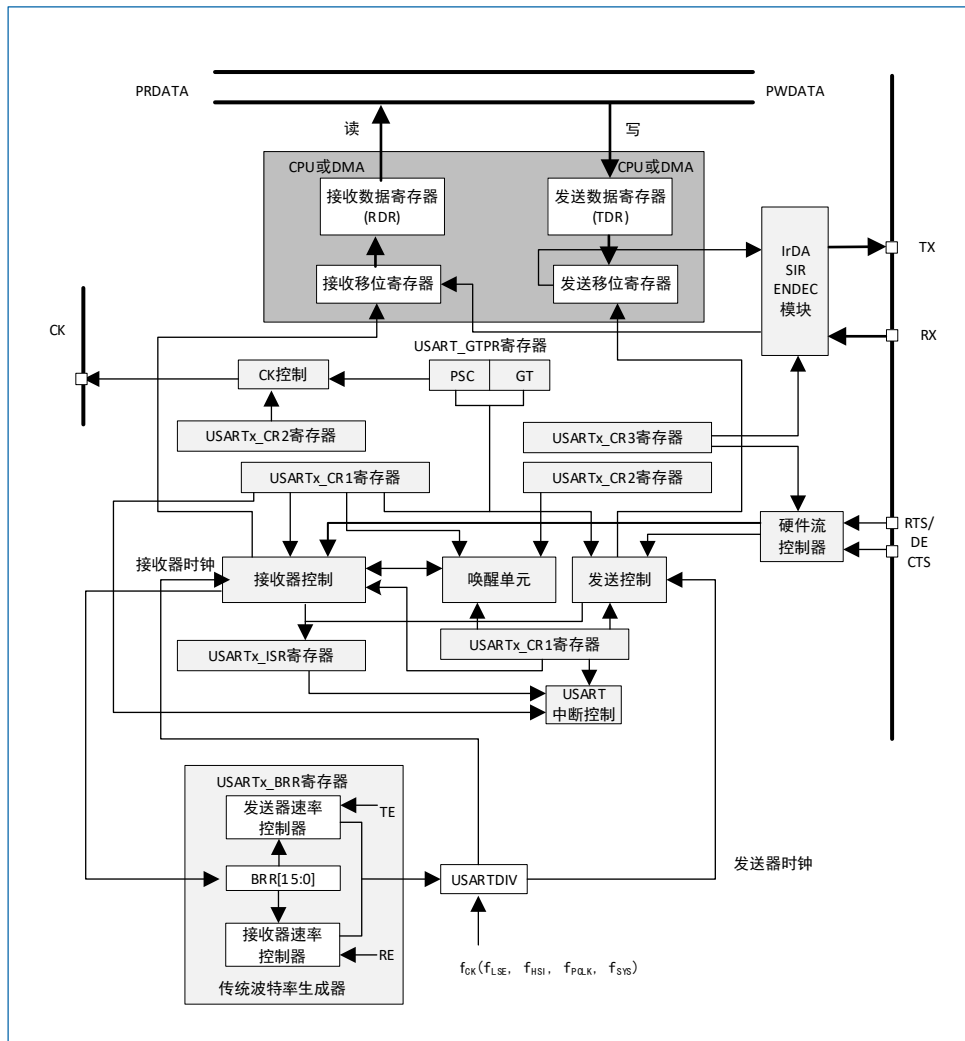 PRDATA
PWDATA
读
写
CPU或DMA
CPU或DMA
接收数据寄存器
(RDR)
发送数据寄存器
(TDR)
接收移位寄存器
发送移位寄存器
IrDA
SIR
ENDEC
模块
TX
RX
CK
USART_GTPR寄存器
CK控制
PSC
GT
USARTx_CR2寄存器
USARTx_CR3寄存器
USARTx_CR1寄存器
USARTx_CR2寄存器
硬件流
控制器
RTS/
DE
CTS
接收器时钟
接收器控制
唤醒单元
发送控制
USARTx_CR1寄存器
USARTx_ISR寄存器
USART
中断控制
USARTx_BRR寄存器
发送器速率
控制器
TE
BRR[15:0]
USARTDIV
发送器时钟
接收器速率
控制器
RE
传统波特率生成器
fCK(fLSE, fHSI, fPCLK, fSYS)